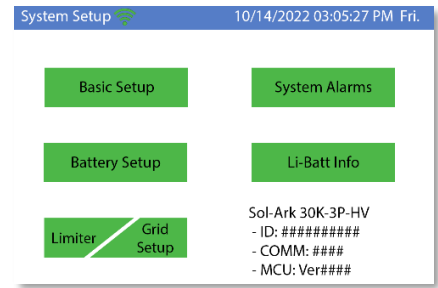 System Setup 10/14/2022 03:05:27 PM Fri.
Basic Setup
System Alarms
Battery Setup
Li-Batt Info
Limiter
Grid
Setup
Sol-Ark 30K-3P-HV
- ID: ##########
- COMM: ####
- MCU: Ver####